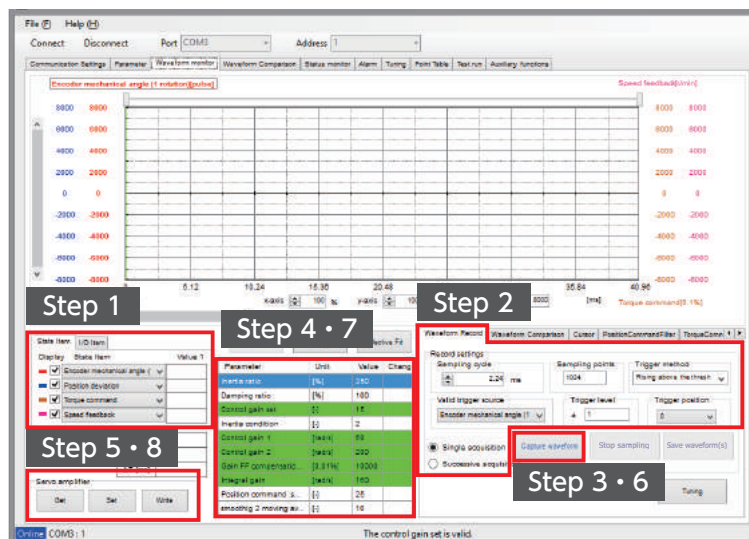 File (F) Help (H)
Connect Disconnect Port COM3 Address 1
Communication Settings Parameter Waveform monitor Waveform Comparison Status monitor Alarm Tuning Point Table Test run Auxiliary functions
Encoder mechanical angle (1 rotation)[pulse] Speed feedback[r/min]
8000 8000 8000 8000
6000 6000 6000 6000
4000 4000 4000 4000
2000 2000 2000 2000
0 0 0 0
-2000 -2000 -2000 -2000
-4000 -4000 -4000 -4000
-6000 -6000 -6000 -6000
-8000 -8000 -8000 -8000
0 5.12 10.24 15.36 20.48 35.84 40.96
x-axis 100 % y-axis 100 8000 [ms] Torque command[0.1%]
Step 1
Step 4・7
Step 2
State Item I/O Item
Display State Item Value 1
Encoder mechanical angle (
Position deviation
Torque command
Speed feedback
Step 5・8
Servo amplifier
Get Set Write
Parameter Unit Value Chang
Inertia ratio [%] 250
Damping ratio [%] 100
Control gain set [-] 15
Inertia condition [-] 2
Control gain 1 [rad/s]
Control gain 2 [rad/s] 200
Gain FF compensatio... [0.01%] 10000
Integral gain [rad/s] 160
Position command s... [-] 25
smoothig 2 moving av... [-] 10
Waveform Record Waveform Comparison Cursor PositionCommandFilter TorqueComm
Record settings
Sampling cycle Sampling points Trigger method
2.24 ms 1024 Rising above the thresh
Valid trigger source Trigger level Trigger position
Encoder mechanical angle (1 1 0
Single acquisition
Successive acquisit
Capture waveform Stop sampling Save waveform(s)
Step 3・6
Tuning
Online COM3 : 1 The control gain set is valid.